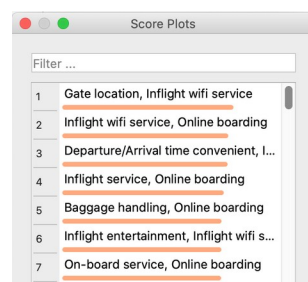 Score Plots
Filter ...
1 Gate location, Inflight wifi service
2 Inflight wifi service, Online boarding
3 Departure/Arrival time convenient, I...
4 Inflight service, Online boarding
5 Baggage handling, Online boarding
6 Inflight entertainment, Inflight wifi s...
7 On-board service, Online boarding